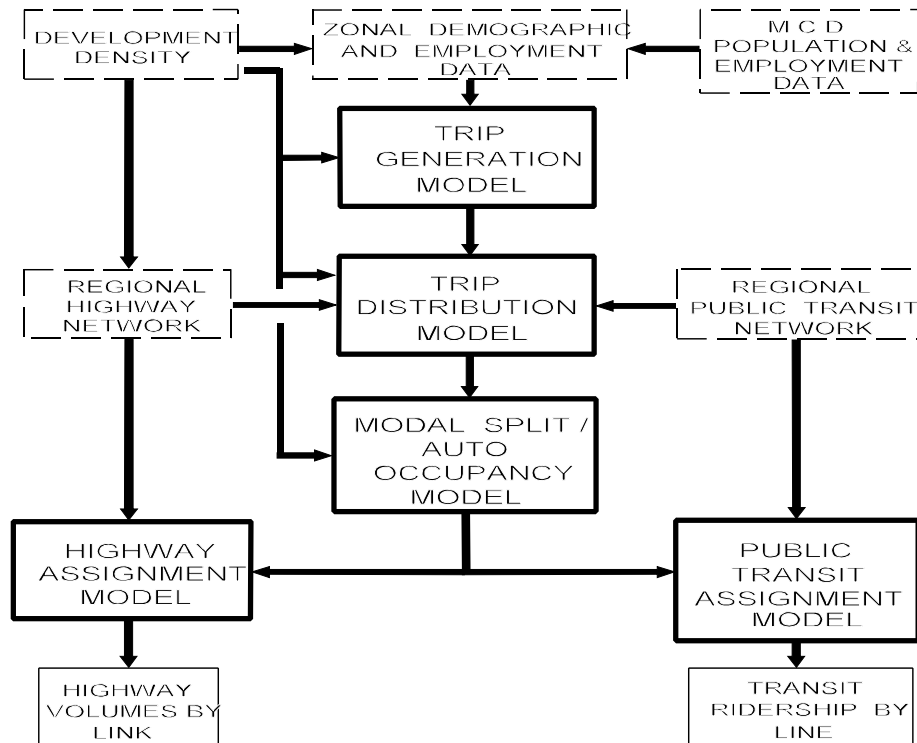 DEVELOPMENT
DENSITY
ZONAL DEMOGRAPHIC
AND EMPLOYMENT
DATA
M C D
POPULATION &
EMPLOYMENT
DATA
TRIP
GENERATION
MODEL
REGIONAL
HIGHWAY
NETWORK
TRIP
DISTRIBUTION
MODEL
REGIONAL
PUBLIC TRANSIT
NETWORK
MODAL SPLIT /
AUTO
OCCUPANCY
MODEL
HIGHWAY
ASSIGNMENT
MODEL
PUBLIC
TRANSIT
ASSIGNMENT
MODEL
HIGHWAY
VOLUMES BY
LINK
TRANSIT
RIDERSHIP BY
LINE